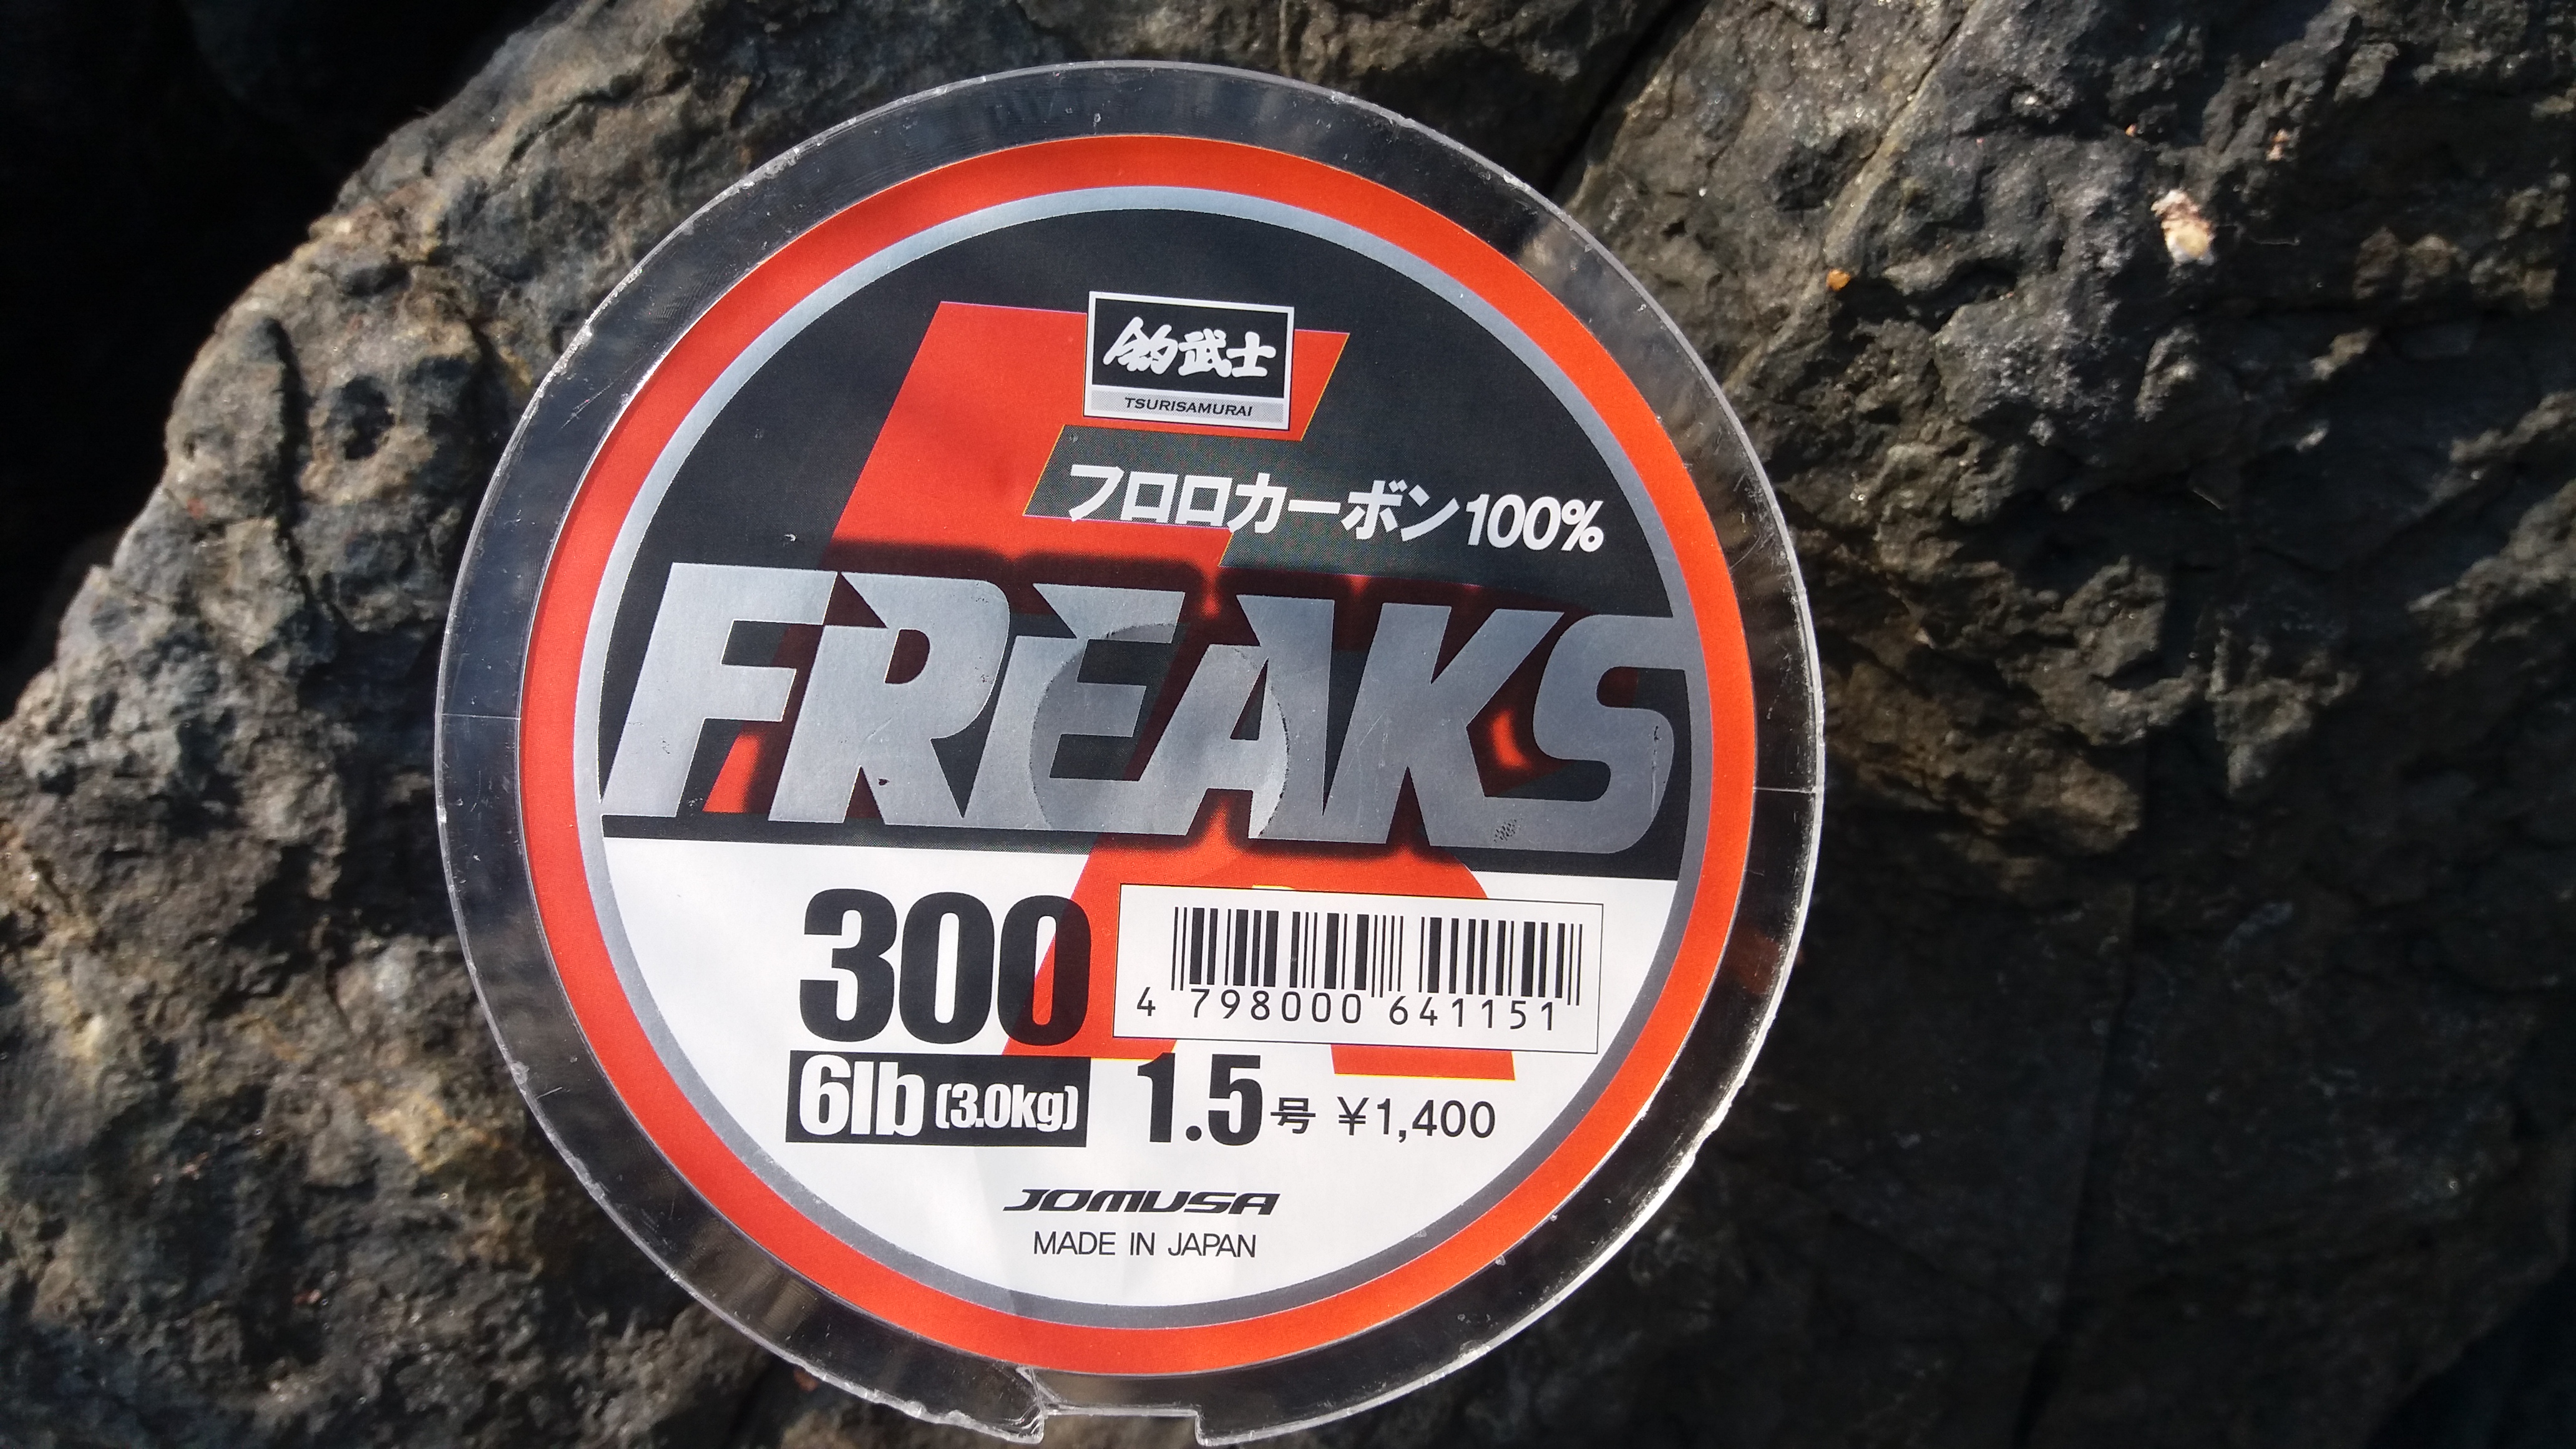 釣武士
TSURISAMURAI
フロロカーボン100%
FREAKS
300
4 798000 641151
6lb (3.0kg) 1.5号 ¥1,400
JOMUSA
MADE IN JAPAN